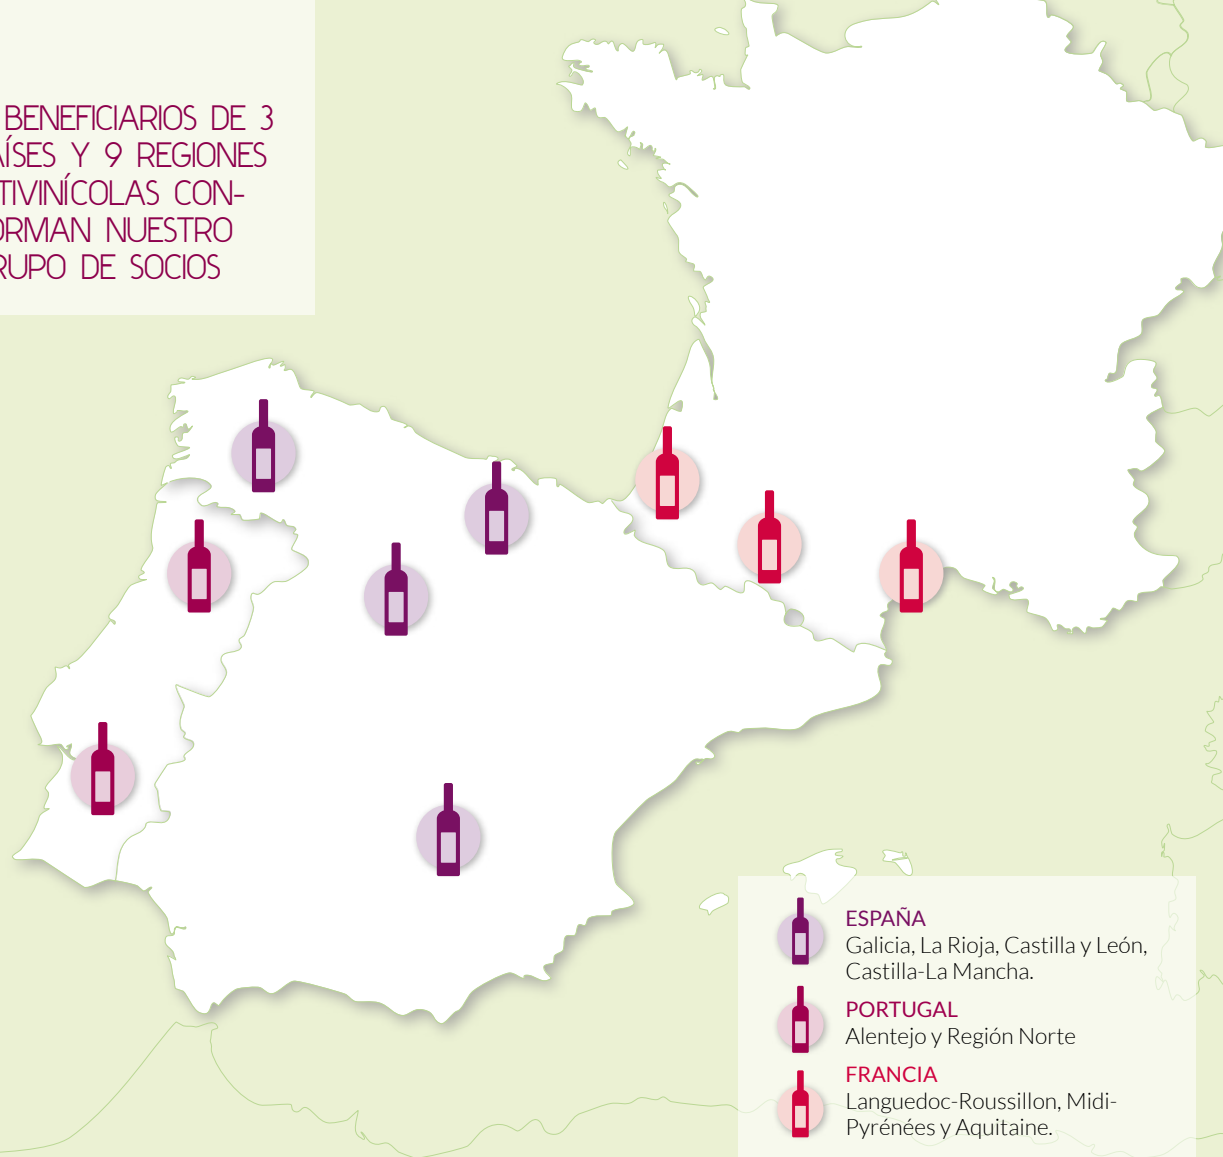 BENEFICIARIOS DE 3
AÍSES Y 9 REGIONES
TIVINÍCOLAS CON-
ORMAN NUESTRO
RUPO DE SOCIOS
ESPAÑA
Galicia, La Rioja, Castilla y León,
Castilla-La Mancha.
PORTUGAL
Alentejo y Región Norte
FRANCIA
Languedoc-Roussillon, Midi-
Pyrénées y Aquitaine.